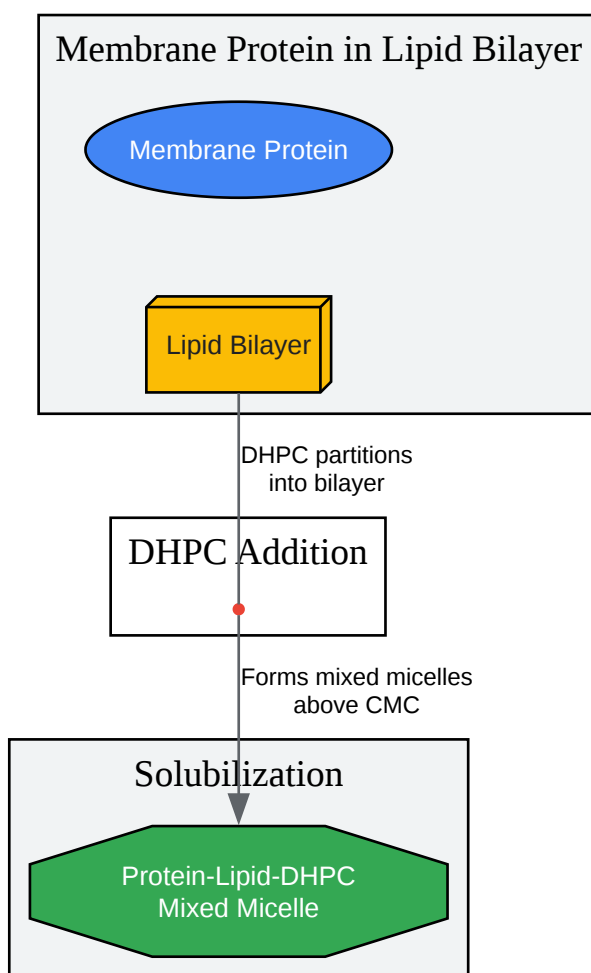 Membrane Protein in Lipid Bilayer
Membrane Protein
Lipid Bilayer
DHPC partitions
into bilayer
DHPC Addition
Forms mixed micelles
above CMC
Solubilization
Protein-Lipid-DHPC
Mixed Micelle